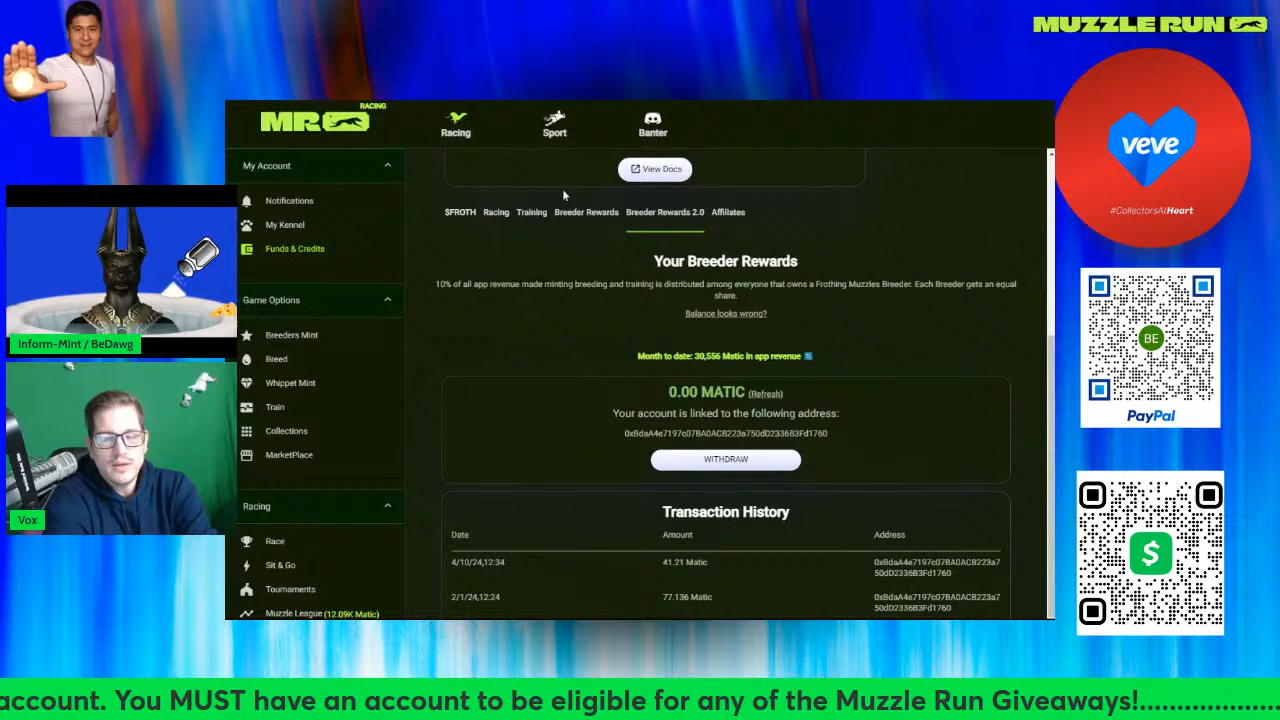 MUZZLE RUN
RACING
MR
Racing
Sport
Banter
My Account
Notifications
My Kennel
Funds & Credits
Game Options
Breeders Mint
Breed
Whippet Mint
Train
Collections
MarketPlace
Racing
Race
Sit & Go
Tournaments
Muzzle League (12.09K Matic)
View Docs
$FROTH Racing Training Breeder Rewards Breeder Rewards 2.0 Affiliates
Your Breeder Rewards
10% of all app revenue made minting breeding and training is distributed among everyone that owns a Frothing Muzzles Breeder. Each Breeder gets an equal
share.
Balance looks wrong?
Month to date: 30,556 Matic in app revenue
0.00 MATIC (Refresh)
Your account is linked to the following address:
0xBdaA4e7197c07BA0ACB223a750dD2336B3Fd1760
WITHDRAW
Transaction History
Date Amount Address
4/10/24,12:34 41.21 Matic 0xBdaA4e7197c07BA0ACB223a7
50dD2336B3Fd1760
2/1/24,12:24 77.136 Matic 0xBdaA4e7197c07BA0ACB223a7
50dD2336B3Fd1760
Inform-Mint / BeDawg
Vox
veve
#CollectorsAtHeart
BE
PayPal
$
account. You MUST have an account to be eligible for any of the Muzzle Run Giveaways!..................